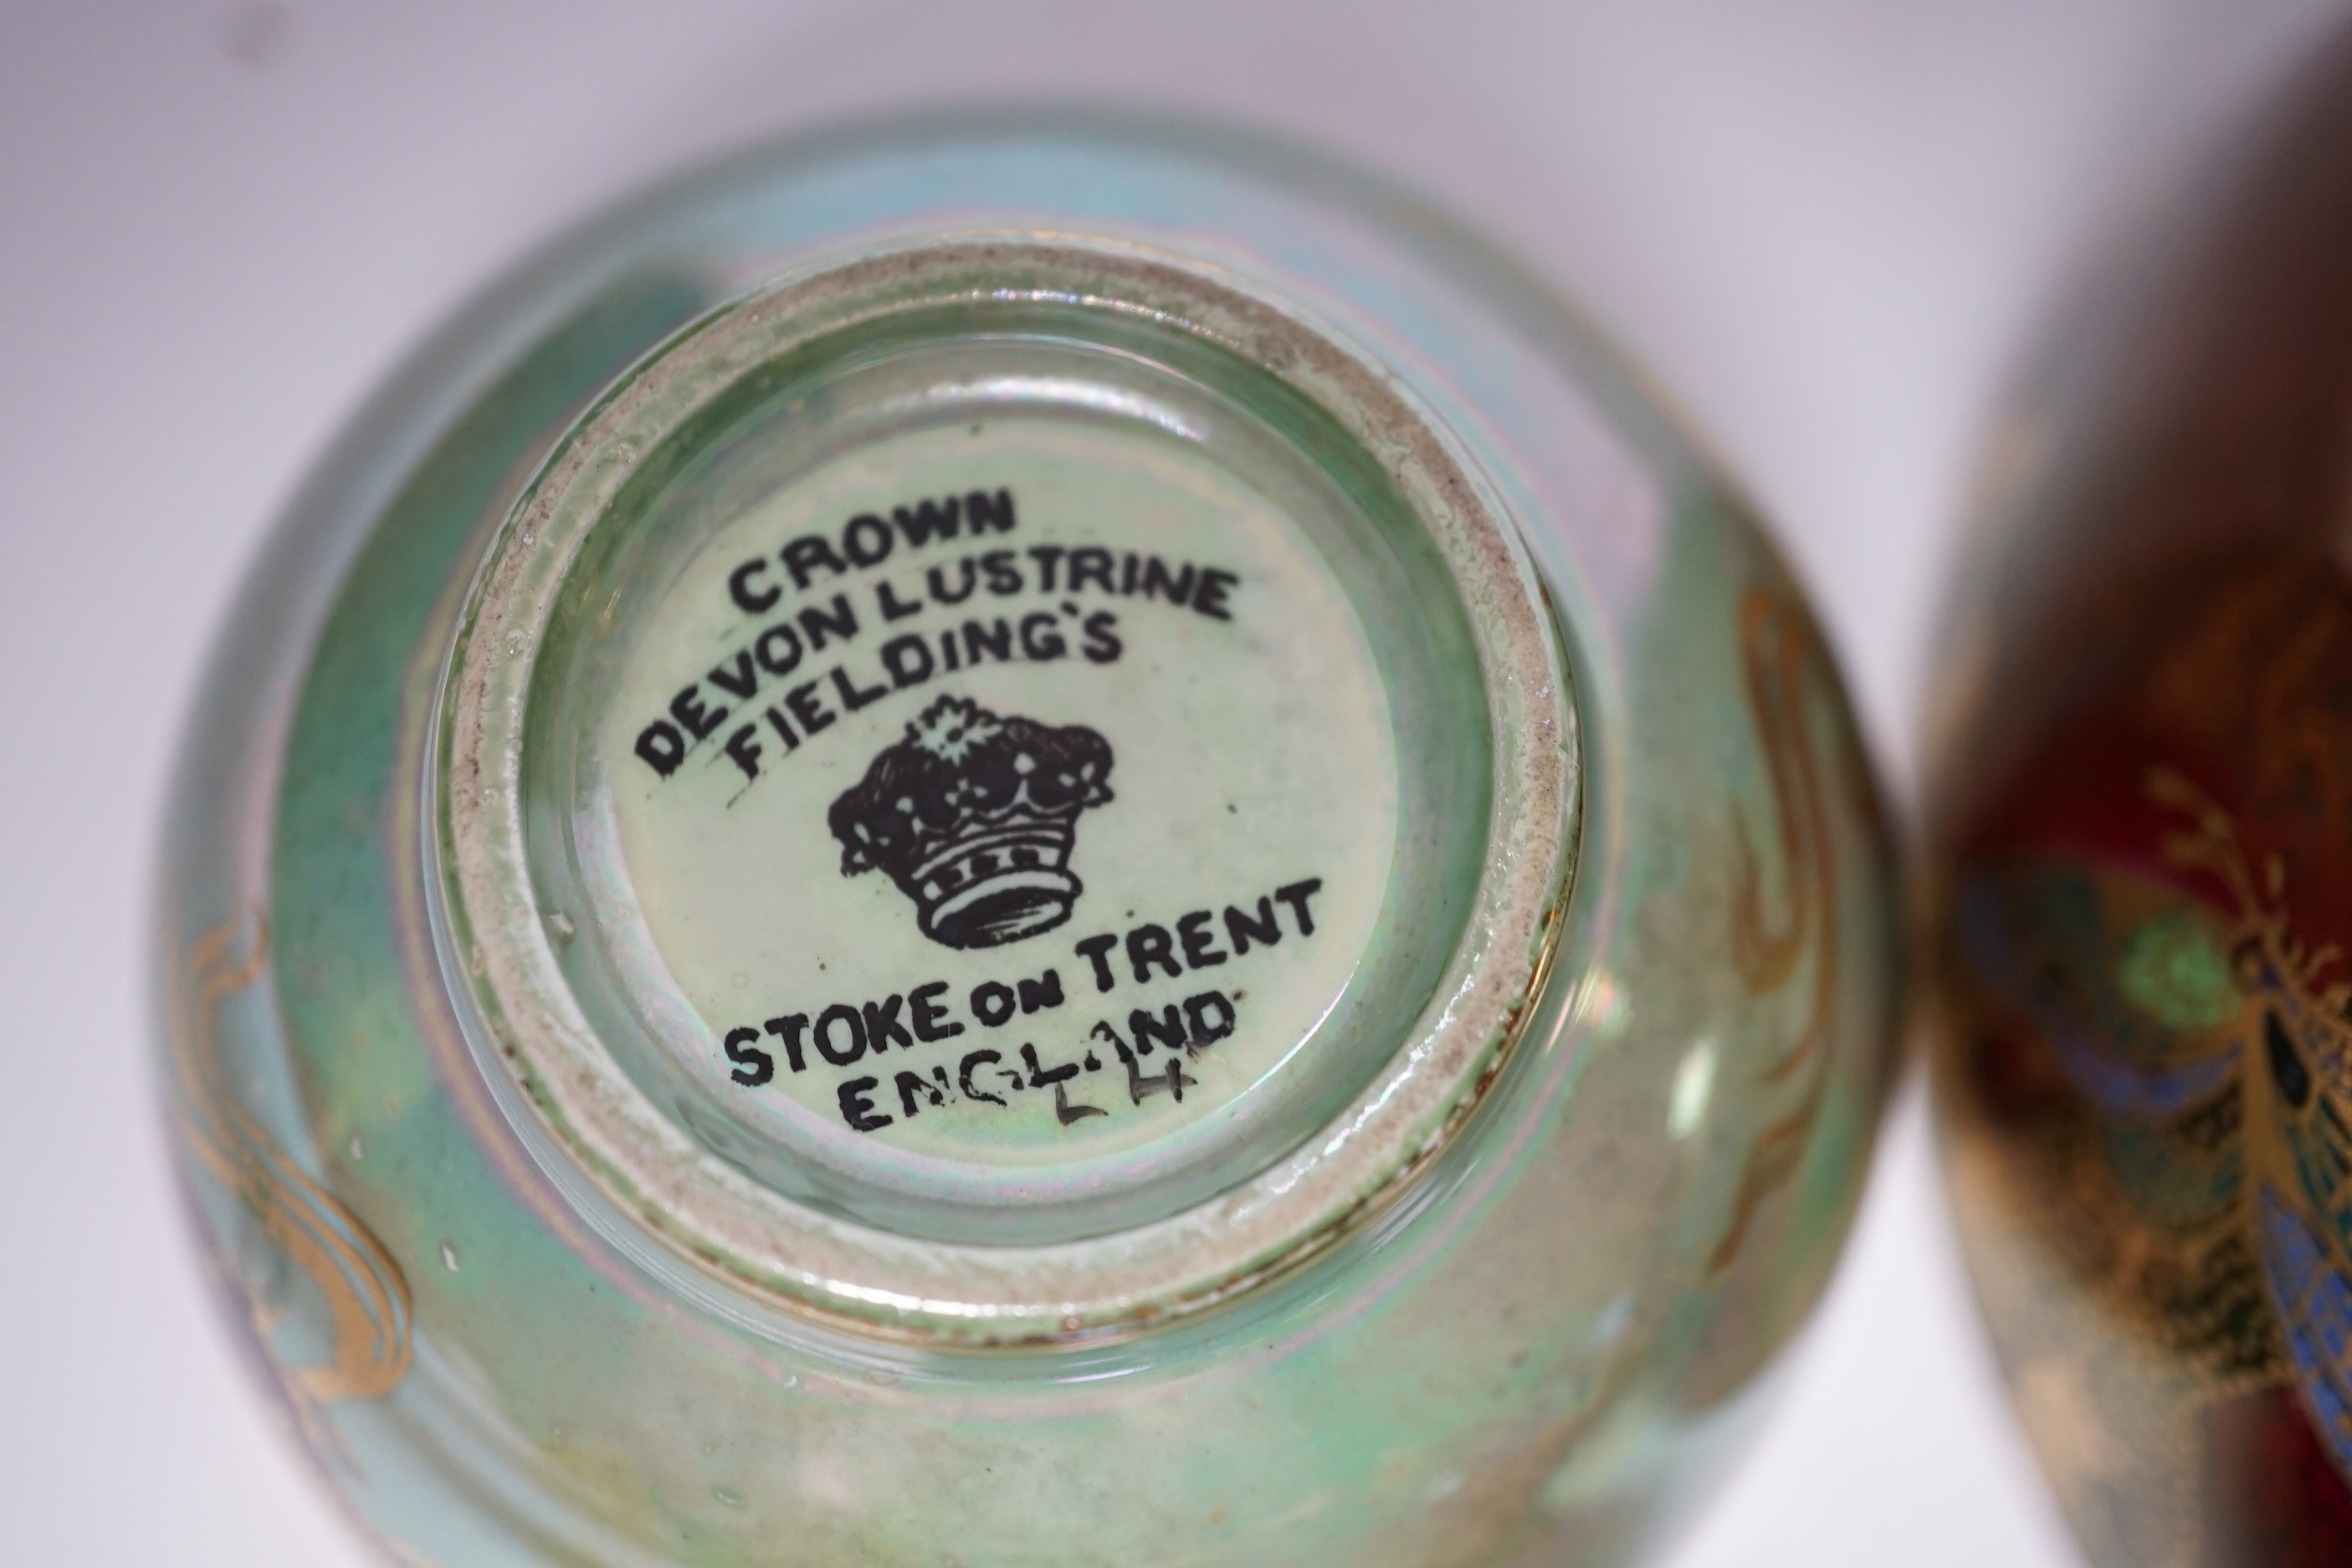 CROWN
DEVON LUSTRINE
FIELDING'S
STOKE ON TRENT
ENGLAND